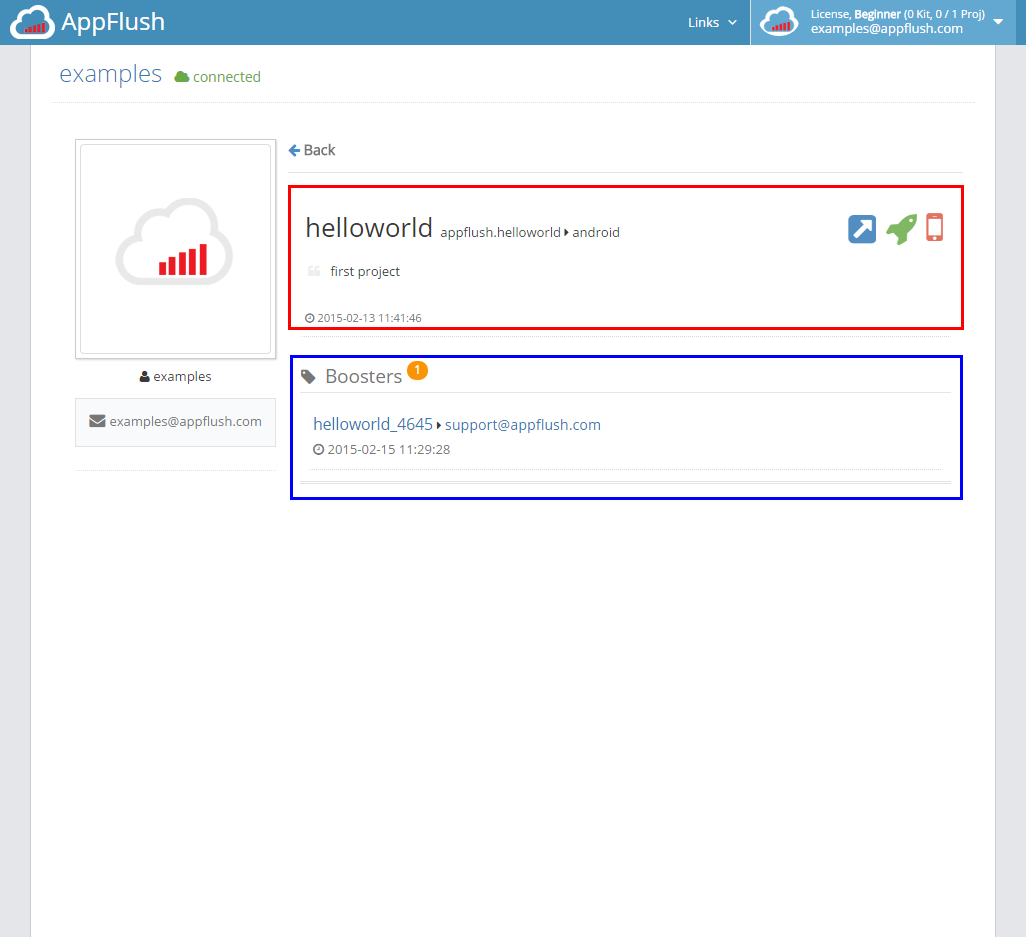 AppFlush
Links
License, Beginner (0 Kit, 0 / 1 Proj)
examples@appflush.com
examples connected
Back
helloworld appflush.helloworld android
first project
2015-02-13 11:41:46
examples
examples@appflush.com
Boosters 1
helloworld_4645 support@appflush.com
2015-02-15 11:29:28